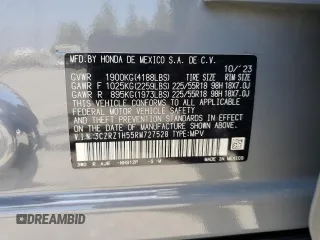 MFD BY HONDA DE MEXICO S.A. DE C.V.
10/'23
GVWR 1900KG(4188LBS) TIRE SIZE RIM SIZE
GAWR F 1025KG(2259LBS) 225/55R18 98H 18X7.0J
GAWR R 895KG(1973LBS) 225/55R18 98H 18X7.0J
THIS VEHICLE CONFORMS TO ALL APPLICABLE
FEDERAL MOTOR VEHICLE SAFETY AND
THEFT PREVENTION STANDARDS IN EFFECT ON
THE DATE OF MANUFACTURE SHOWN ABOVE.
V.I.N. 3CZRZ1H55RM727528 TYPE:MPV
MADE IN MEXICO